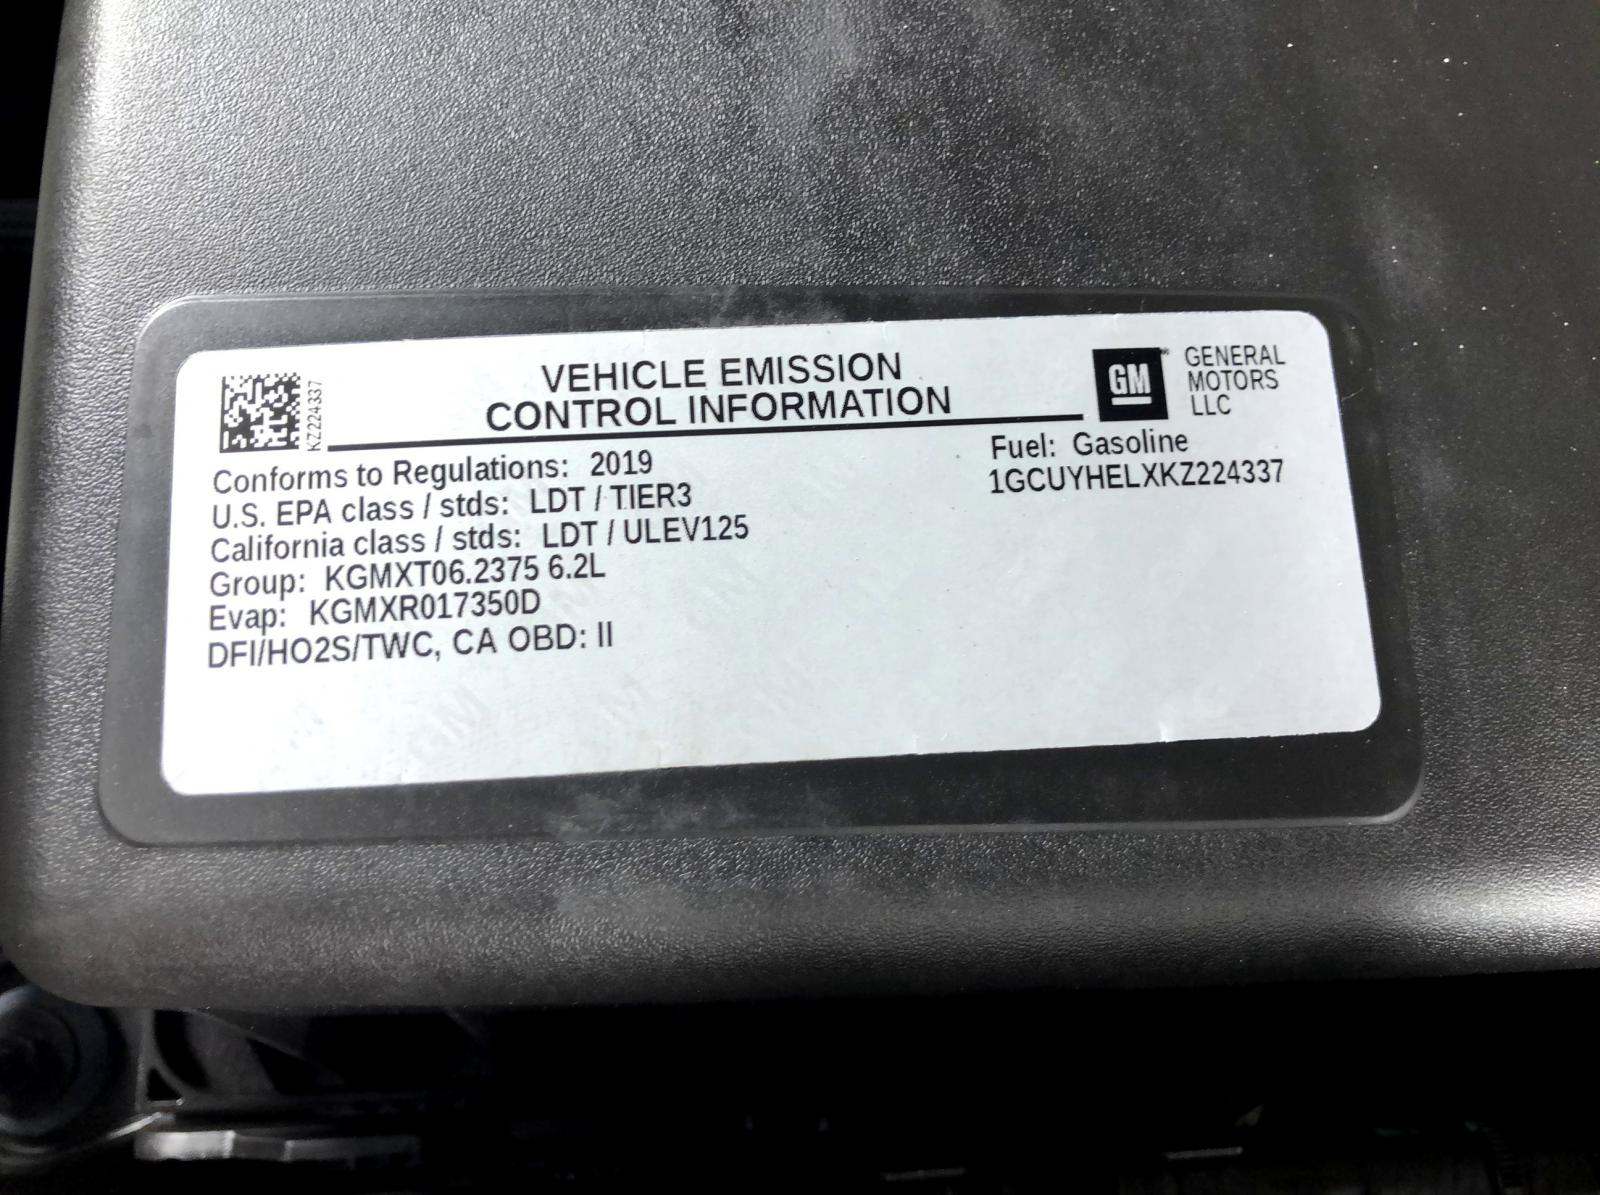 KZ224337
VEHICLE EMISSION
CONTROL INFORMATION
GM
GENERAL
MOTORS
LLC
Conforms to Regulations: 2019
U.S. EPA class / stds: LDT / TIER3
California class / stds: LDT / ULEV125
Group: KGMXT06.2375 6.2L
Evap: KGMXR017350D
DFI/HO2S/TWC, CA OBD: II
Fuel: Gasoline
1GCUYHELXKZ224337